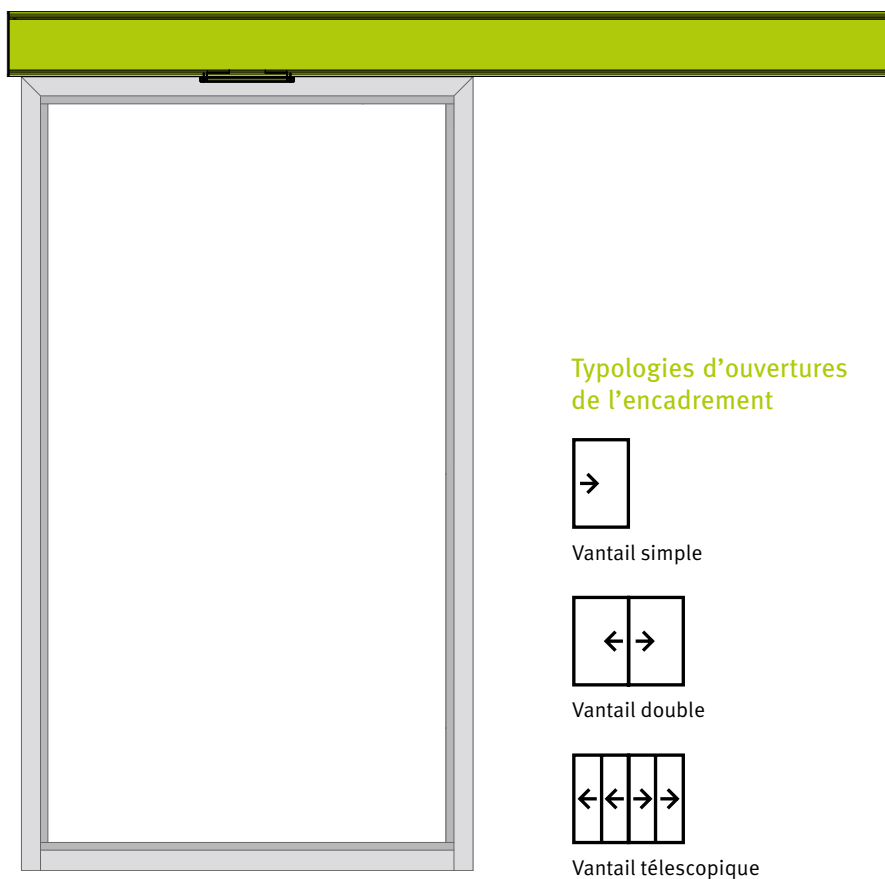 Typologies d’ouvertures
de l’encadrement
Vantail simple
Vantail double
Vantail télescopique